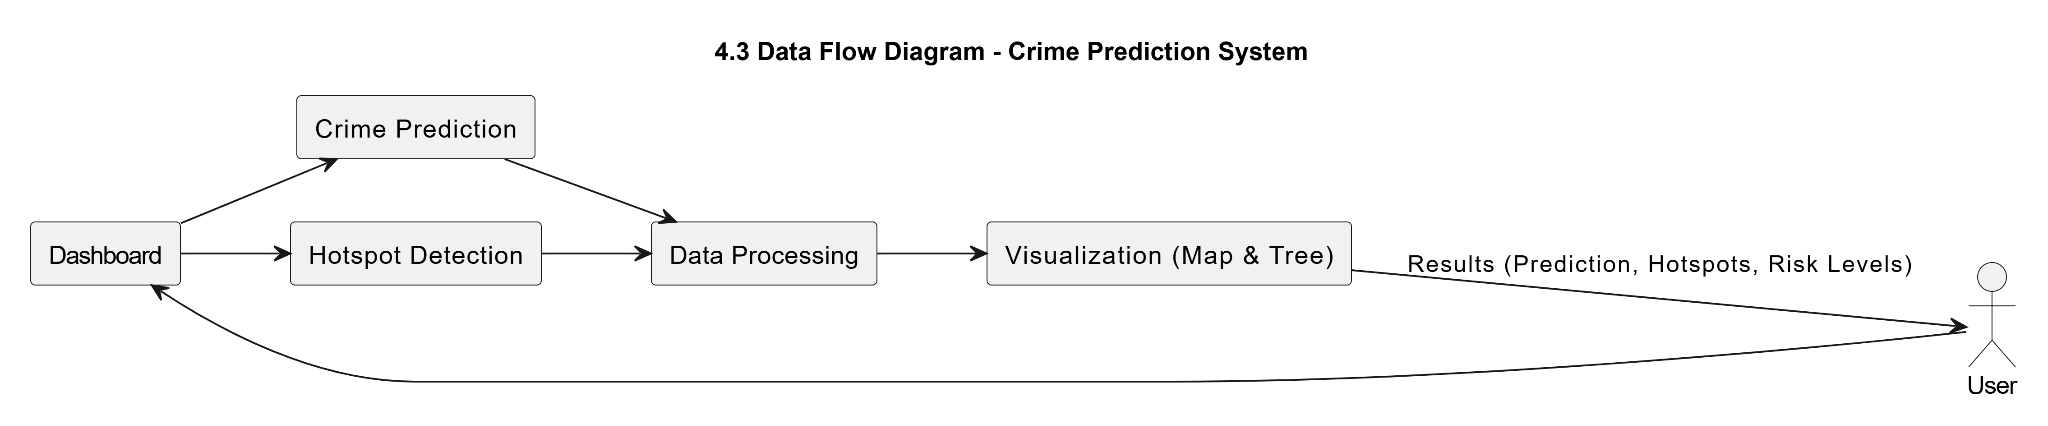 4.3 Data Flow Diagram - Crime Prediction System
Crime Prediction
Dashboard
Hotspot Detection
Data Processing
Visualization (Map & Tree)
Results (Prediction, Hotspots, Risk Levels)
User